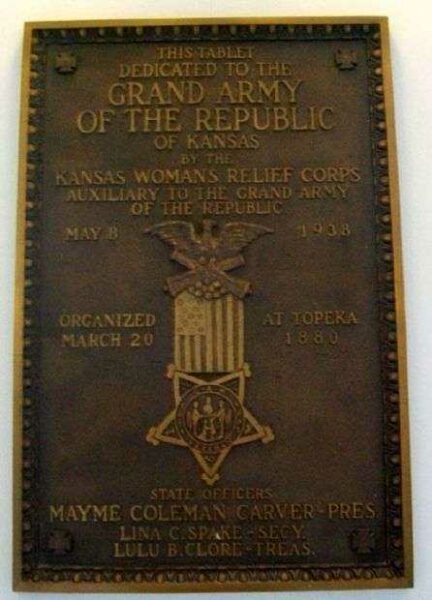 THIS TABLET
DEDICATED TO THE
GRAND ARMY
OF THE REPUBLIC
OF KANSAS
BY THE
KANSAS WOMANS RELIEF CORPS
AUXILIARY TO THE GRAND ARMY
OF THE REPUBLIC
MAY 8 1938
ORGANIZED AT TOPEKA
MARCH 20 1880
STATE OFFICERS
MAYME COLEMAN CARVER-PRES.
LINA C. SPAKE-SECY.
LULU B. CLORE-TREAS.